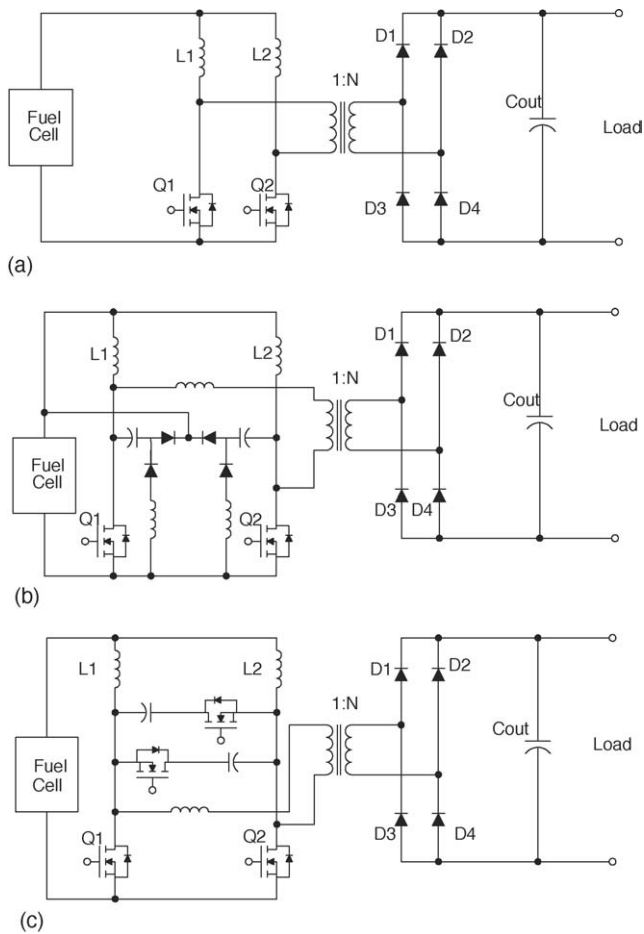 D1
D2
L1
L2
1:N
Fuel
Cell
Cout
Load
Q1
Q2
D3
D4
(a)
L1
L2
D1
D2
1:N
Cout
Load
Fuel
Cell
Q1
Q2
D3
D4
(b)
L1
L2
D1
D2
1:N
Fuel
Cell
Cout
Load
Q1
Q2
D3
D4
(c)